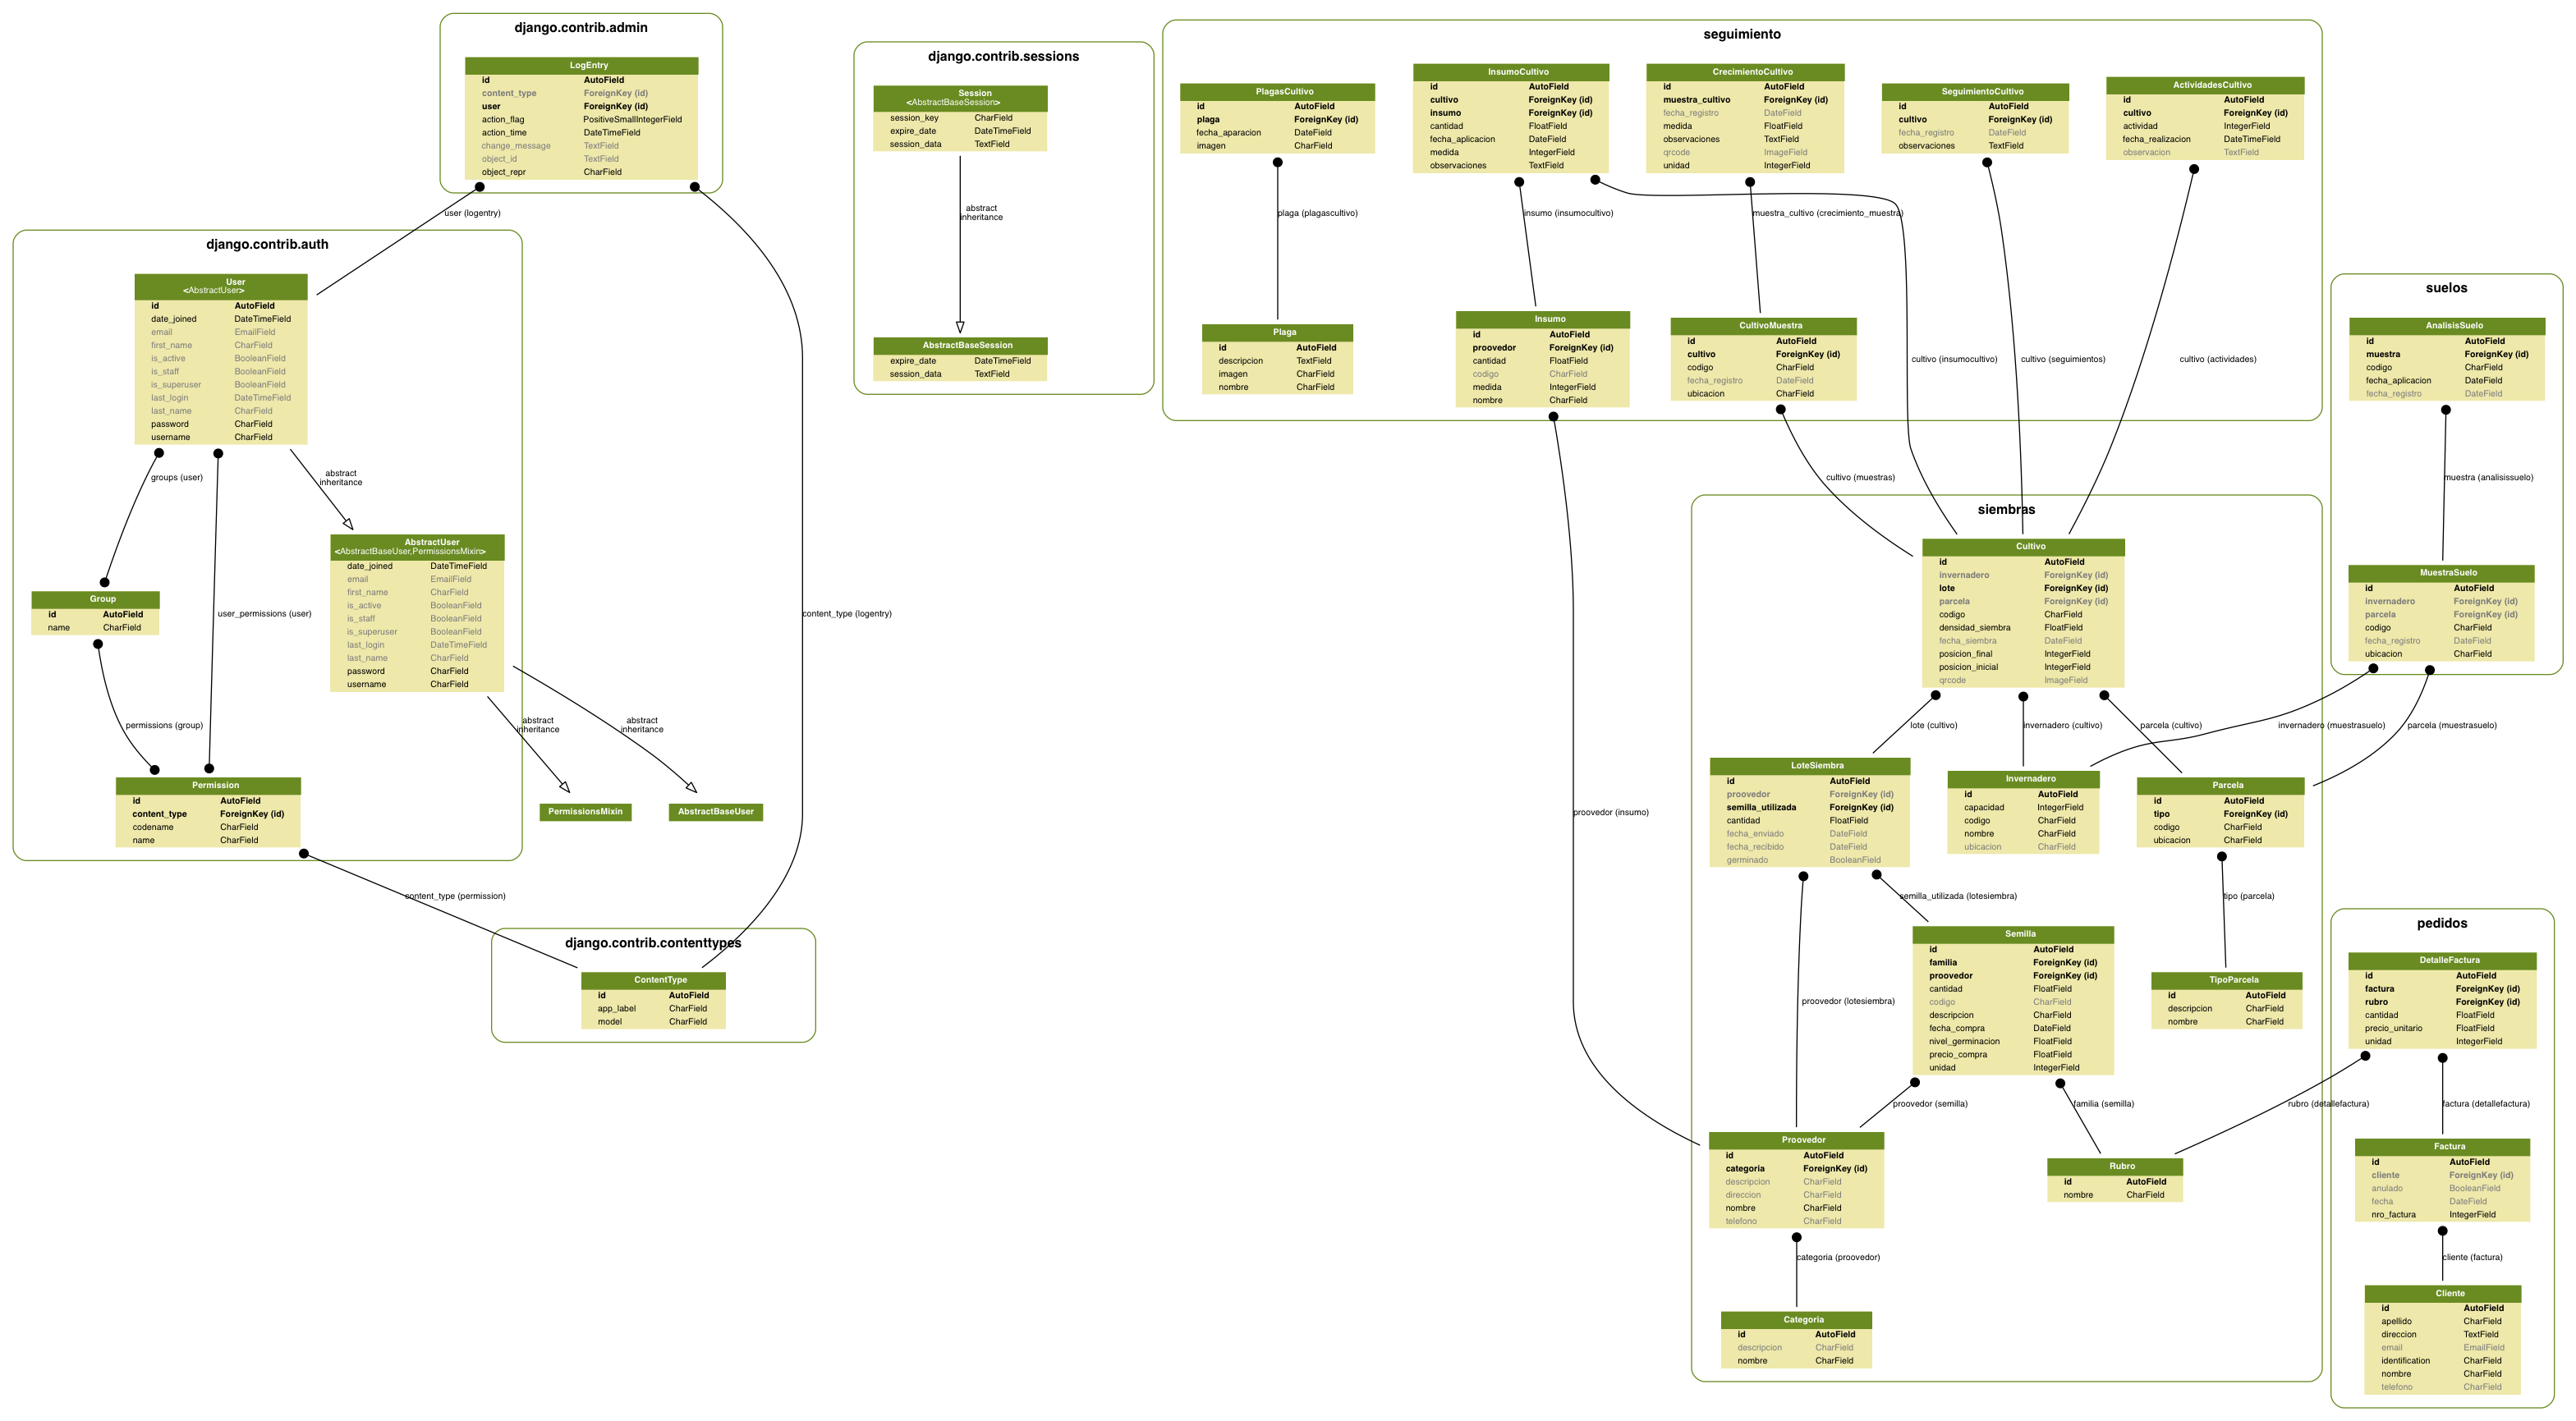 django.contrib.admin
LogEntry
id AutoField
content_type ForeignKey (id)
user ForeignKey (id)
action_flag PositiveSmallIntegerField
action_time DateTimeField
change_message TextField
object_id TextField
object_repr CharField
user (logentry)
content_type (logentry)
django.contrib.auth
User
<AbstractUser>
id AutoField
date_joined DateTimeField
email EmailField
first_name CharField
is_active BooleanField
is_staff BooleanField
is_superuser BooleanField
last_login DateTimeField
last_name CharField
password CharField
username CharField
groups (user)
user_permissions (user)
abstract
inheritance
AbstractUser
<AbstractBaseUser,PermissionsMixin>
date_joined DateTimeField
email EmailField
first_name CharField
is_active BooleanField
is_staff BooleanField
is_superuser BooleanField
last_login DateTimeField
last_name CharField
password CharField
username CharField
Group
id AutoField
name CharField
permissions (group)
abstract
inheritance
abstract
inheritance
Permission
id AutoField
content_type ForeignKey (id)
codename CharField
name CharField
PermissionsMixin
AbstractBaseUser
content_type (permission)
django.contrib.contenttypes
ContentType
id AutoField
app_label CharField
model CharField
django.contrib.sessions
Session
<AbstractBaseSession>
session_key CharField
expire_date DateTimeField
session_data TextField
abstract
inheritance
AbstractBaseSession
expire_date DateTimeField
session_data TextField
seguimiento
PlagasCultivo
id AutoField
plaga ForeignKey (id)
fecha_aparacion DateField
imagen CharField
InsumoCultivo
id AutoField
cultivo ForeignKey (id)
insumo ForeignKey (id)
cantidad FloatField
fecha_aplicacion DateField
medida IntegerField
observaciones TextField
CrecimientoCultivo
id AutoField
muestra_cultivo ForeignKey (id)
fecha_registro DateField
medida FloatField
observaciones TextField
qrcode ImageField
unidad IntegerField
SeguimientoCultivo
id AutoField
cultivo ForeignKey (id)
fecha_registro DateField
observaciones TextField
ActividadesCultivo
id AutoField
cultivo ForeignKey (id)
actividad IntegerField
fecha_realizacion DateTimeField
observacion TextField
plaga (plagascultivo)
insumo (insumocultivo)
muestra_cultivo (crecimiento_muestra)
Plaga
id AutoField
descripcion TextField
imagen CharField
nombre CharField
Insumo
id AutoField
proovedor ForeignKey (id)
cantidad FloatField
codigo CharField
medida IntegerField
nombre CharField
CultivoMuestra
id AutoField
cultivo ForeignKey (id)
codigo CharField
fecha_registro DateField
ubicacion CharField
cultivo (insumocultivo)
cultivo (seguimientos)
cultivo (actividades)
cultivo (muestras)
proovedor (insumo)
suelos
AnalisisSuelo
id AutoField
muestra ForeignKey (id)
codigo CharField
fecha_aplicacion DateField
fecha_registro DateField
muestra (analisissuelo)
MuestraSuelo
id AutoField
invernadero ForeignKey (id)
parcela ForeignKey (id)
codigo CharField
fecha_registro DateField
ubicacion CharField
invernadero (muestrasuelo)
parcela (muestrasuelo)
siembras
Cultivo
id AutoField
invernadero ForeignKey (id)
lote ForeignKey (id)
parcela ForeignKey (id)
codigo CharField
densidad_siembra FloatField
fecha_siembra DateField
posicion_final IntegerField
posicion_inicial IntegerField
qrcode ImageField
lote (cultivo)
invernadero (cultivo)
parcela (cultivo)
LoteSiembra
id AutoField
proovedor ForeignKey (id)
semilla_utilizada ForeignKey (id)
cantidad FloatField
fecha_enviado DateField
fecha_recibido DateField
germinado BooleanField
Invernadero
id AutoField
capacidad IntegerField
codigo CharField
nombre CharField
ubicacion CharField
Parcela
id AutoField
tipo ForeignKey (id)
codigo CharField
ubicacion CharField
semilla_utilizada (lotesiembra)
tipo (parcela)
proovedor (lotesiembra)
Semilla
id AutoField
familia ForeignKey (id)
proovedor ForeignKey (id)
cantidad FloatField
codigo CharField
descripcion CharField
fecha_compra DateField
nivel_germinacion FloatField
precio_compra FloatField
unidad IntegerField
TipoParcela
id AutoField
descripcion CharField
nombre CharField
proovedor (semilla)
familia (semilla)
Proovedor
id AutoField
categoria ForeignKey (id)
descripcion CharField
direccion CharField
nombre CharField
telefono CharField
Rubro
id AutoField
nombre CharField
categoria (proovedor)
Categoria
id AutoField
descripcion CharField
nombre CharField
pedidos
DetalleFactura
id AutoField
factura ForeignKey (id)
rubro ForeignKey (id)
cantidad FloatField
precio_unitario FloatField
unidad IntegerField
rubro (detallefactura)
factura (detallefactura)
Factura
id AutoField
cliente ForeignKey (id)
anulado BooleanField
fecha DateField
nro_factura IntegerField
cliente (factura)
Cliente
id AutoField
apellido CharField
direccion TextField
email EmailField
identification CharField
nombre CharField
telefono CharField